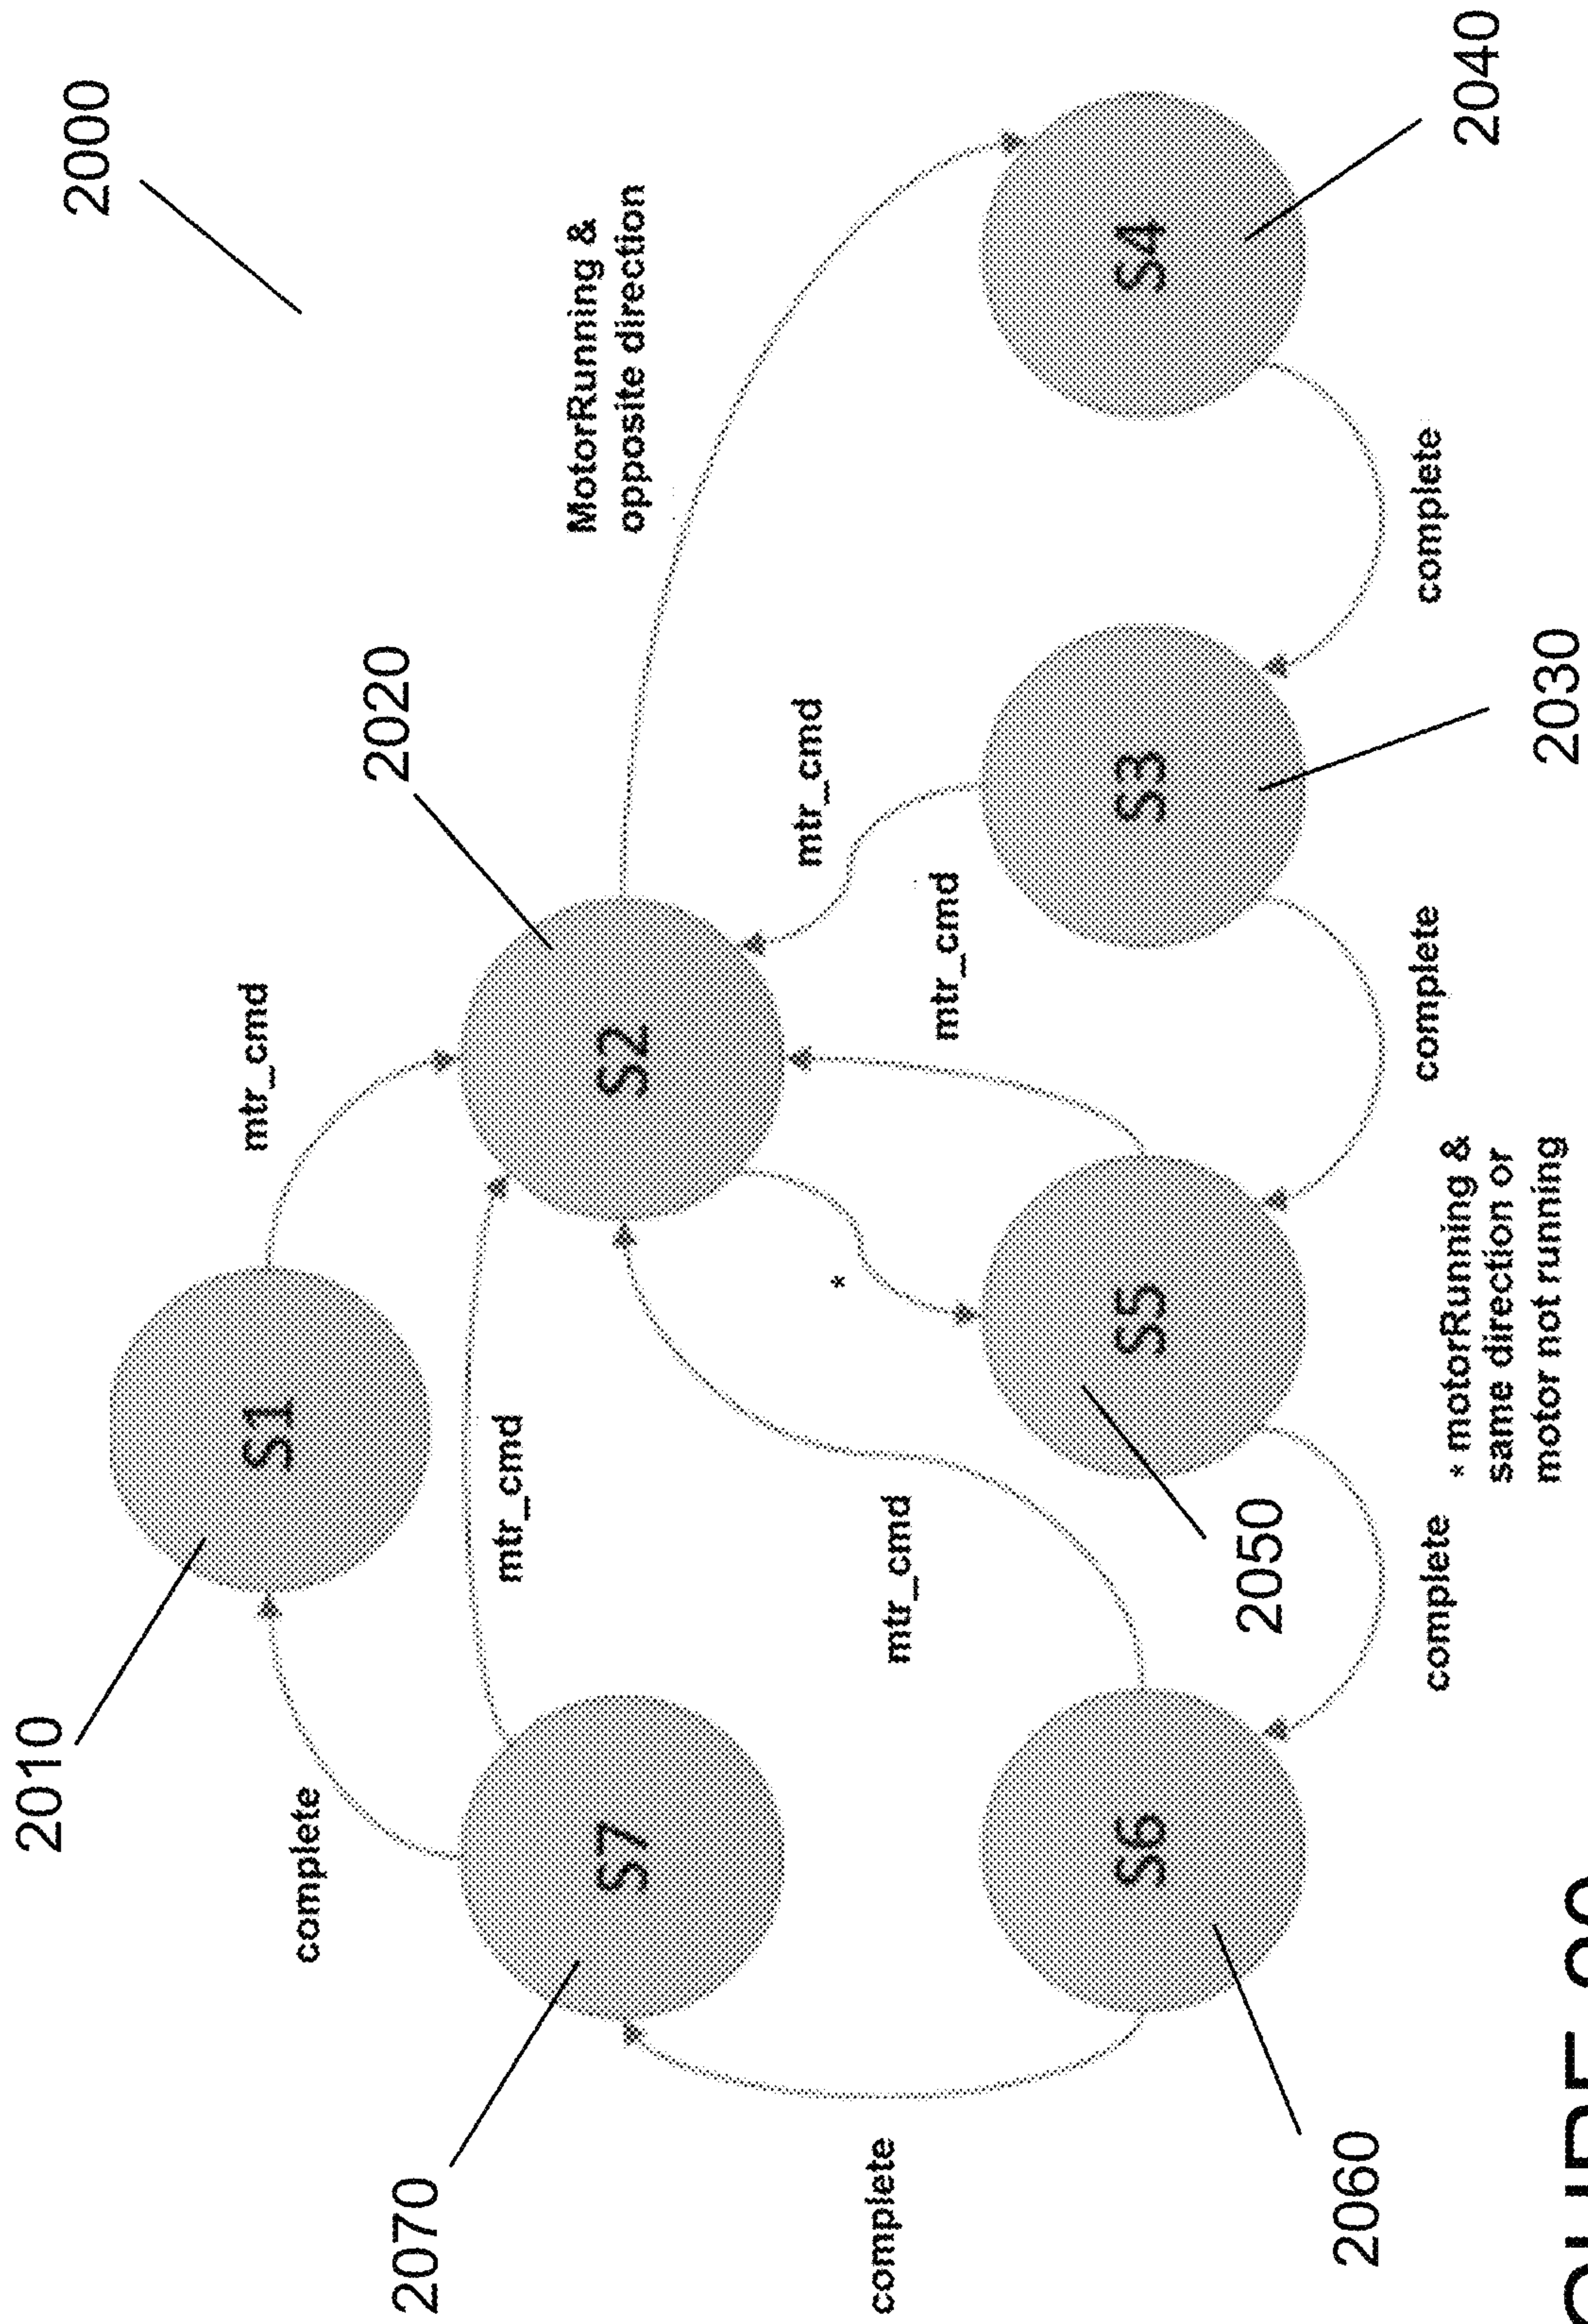 2000
2010
S1
mtr_cmd
complete
2020
2070
S7
mtr_cmd
S2
MotorRunning &
opposite direction
mtr_cmd
*
mtr_cmd
mtr_cmd
complete
S6
S5
S3
S4
2050
2060
complete
complete
complete
2040
* motorRunning &
same direction or
motor not running
2030